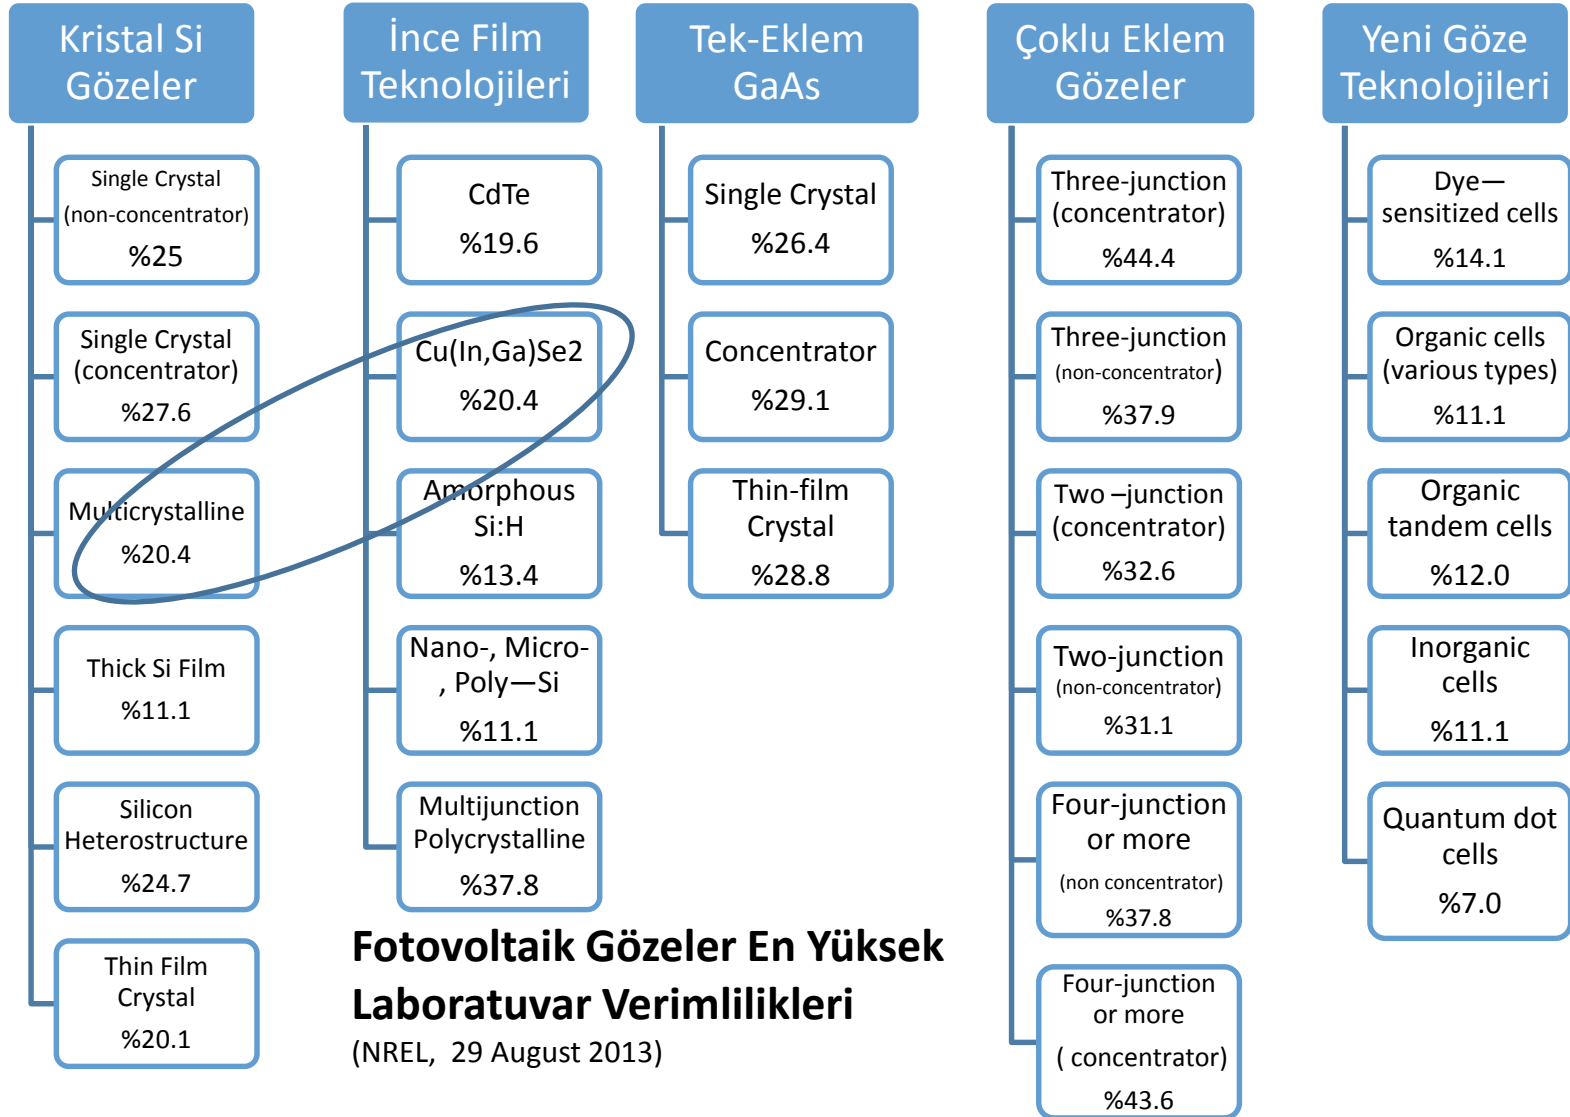 Kristal Si
Gözeler
Single Crystal
(non-concentrator)
%25
Single Crystal
(concentrator)
%27.6
Multicrystalline
%20.4
Thick Si Film
%11.1
Silicon
Heterostructure
%24.7
Thin Film
Crystal
%20.1
İnce Film
Teknolojileri
CdTe
%19.6
Cu(In,Ga)Se2
%20.4
Amorphous
Si:H
%13.4
Nano-, Micro-
, Poly—Si
%11.1
Multijunction
Polycrystalline
%37.8
Tek-Eklem
GaAs
Single Crystal
%26.4
Concentrator
%29.1
Thin-film
Crystal
%28.8
Çoklu Eklem
Gözeler
Three-junction
(concentrator)
%44.4
Three-junction
(non-concentrator)
%37.9
Two –junction
(concentrator)
%32.6
Two-junction
(non-concentrator)
%31.1
Four-junction
or more
(non concentrator)
%37.8
Four-junction
or more
( concentrator)
%43.6
Yeni Göze
Teknolojileri
Dye—
sensitized cells
%14.1
Organic cells
(various types)
%11.1
Organic
tandem cells
%12.0
Inorganic
cells
%11.1
Quantum dot
cells
%7.0
Fotovoltaik Gözeler En Yüksek
Laboratuvar Verimlilikleri
(NREL, 29 August 2013)